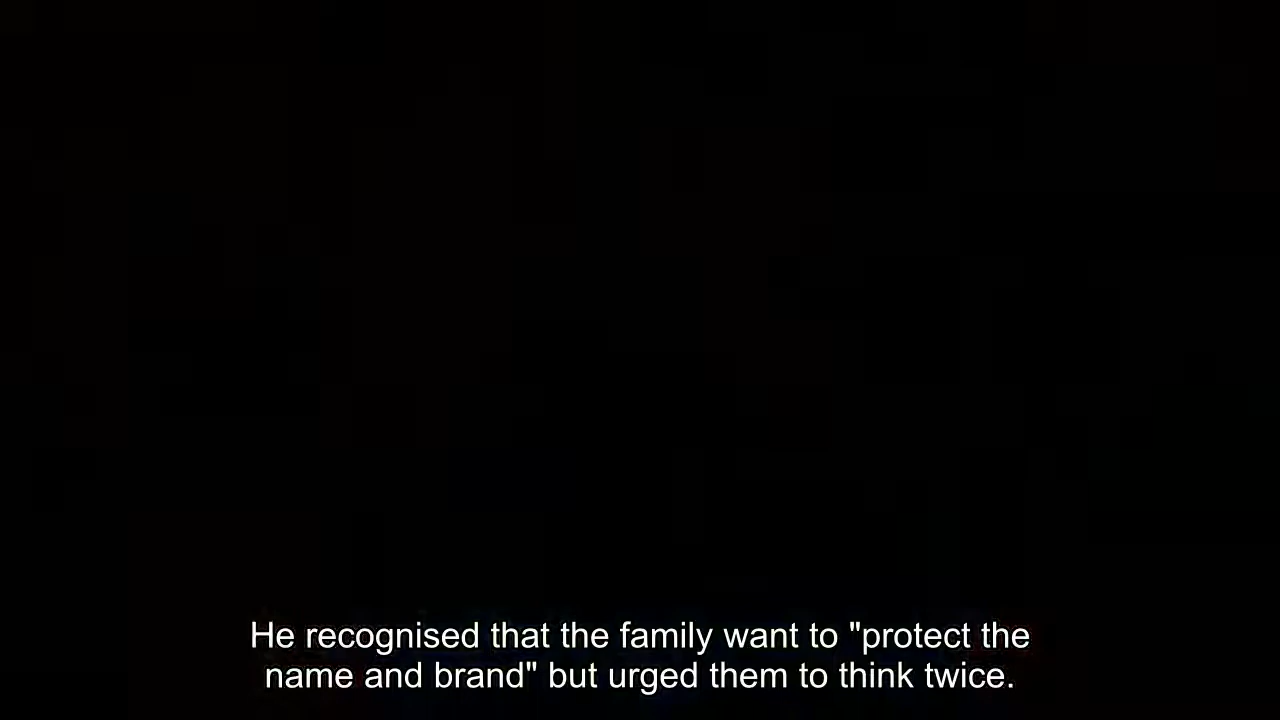 He recognised that the family want to "protect the
name and brand" but urged them to think twice.